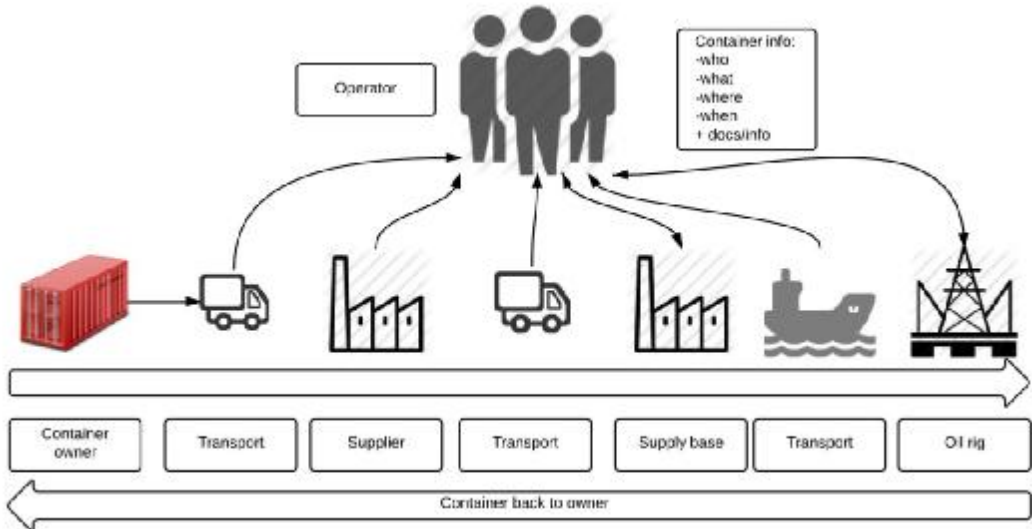 Operator
Container info:
-who
-what
-where
-when
+ docs/info
Container
owner
Transport
Supplier
Transport
Supply base
Transport
Oil rig
Container back to owner